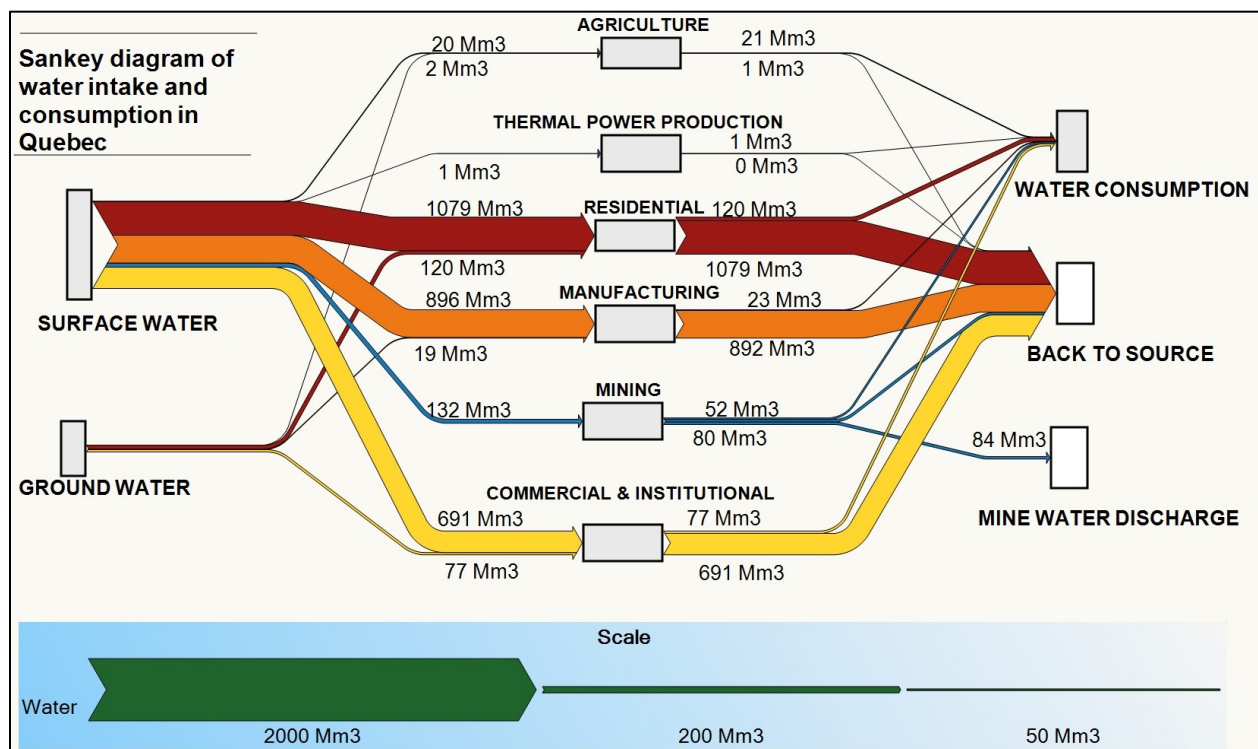 Sankey diagram of
water intake and
consumption in
Quebec
AGRICULTURE
20 Mm3
21 Mm3
2 Mm3
1 Mm3
THERMAL POWER PRODUCTION
1 Mm3
1 Mm3
0 Mm3
WATER CONSUMPTION
RESIDENTIAL
1079 Mm3
120 Mm3
120 Mm3
1079 Mm3
MANUFACTURING
896 Mm3
23 Mm3
19 Mm3
892 Mm3
SURFACE WATER
BACK TO SOURCE
MINING
132 Mm3
52 Mm3
80 Mm3
84 Mm3
GROUND WATER
MINE WATER DISCHARGE
COMMERCIAL & INSTITUTIONAL
691 Mm3
77 Mm3
77 Mm3
691 Mm3
Scale
Water
2000 Mm3
200 Mm3
50 Mm3